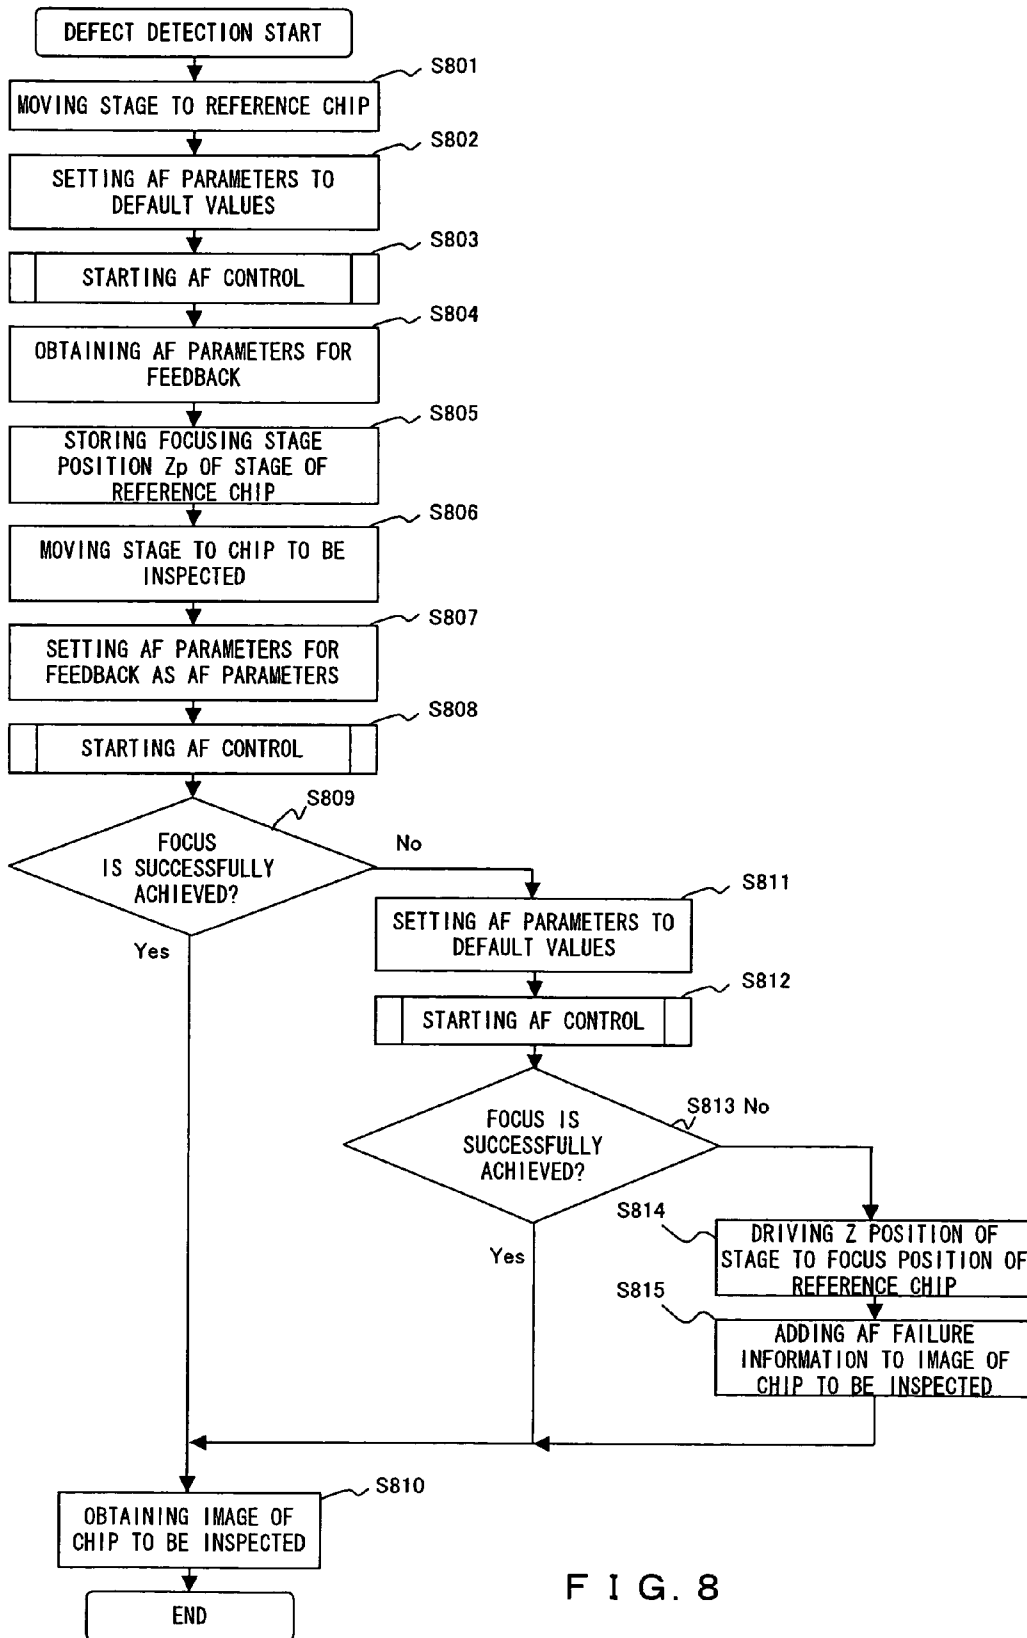 DEFECT DETECTION START
S801
MOVING STAGE TO REFERENCE CHIP
S802
SETTING AF PARAMETERS TO
DEFAULT VALUES
S803
STARTING AF CONTROL
S804
OBTAINING AF PARAMETERS FOR
FEEDBACK
S805
STORING FOCUSING STAGE
POSITION Zp OF STAGE OF
REFERENCE CHIP
S806
MOVING STAGE TO CHIP TO BE
INSPECTED
S807
SETTING AF PARAMETERS FOR
FEEDBACK AS AF PARAMETERS
S808
STARTING AF CONTROL
S809
FOCUS
IS SUCCESSFULLY
ACHIEVED?
No
Yes
S811
SETTING AF PARAMETERS TO
DEFAULT VALUES
S812
STARTING AF CONTROL
S813 No
FOCUS IS
SUCCESSFULLY
ACHIEVED?
Yes
S814
DRIVING Z POSITION OF
STAGE TO FOCUS POSITION OF
REFERENCE CHIP
S815
ADDING AF FAILURE
INFORMATION TO IMAGE OF
CHIP TO BE INSPECTED
S810
OBTAINING IMAGE OF
CHIP TO BE INSPECTED
END
FIG. 8